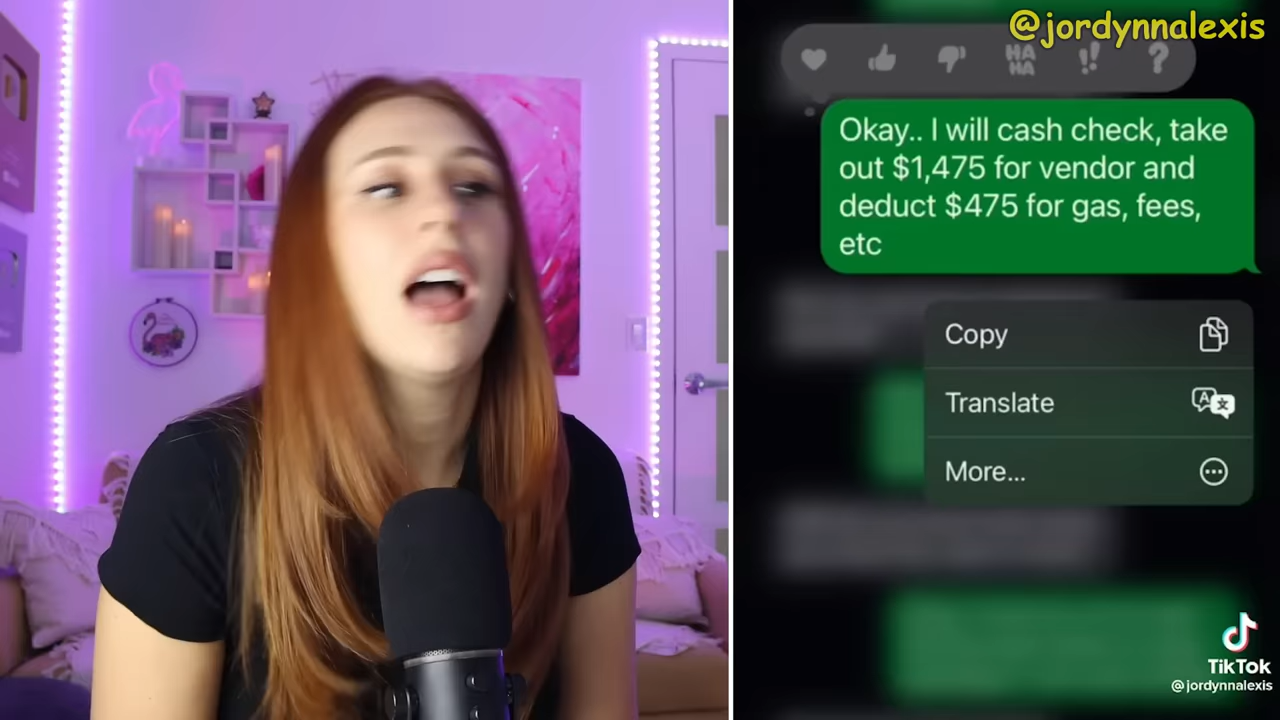 @jordynnalexis
HA
HA
!!
?
Okay.. I will cash check, take
out $1,475 for vendor and
deduct $475 for gas, fees,
etc
Copy
Translate
A 文
More...
TikTok
@jordynnalexis